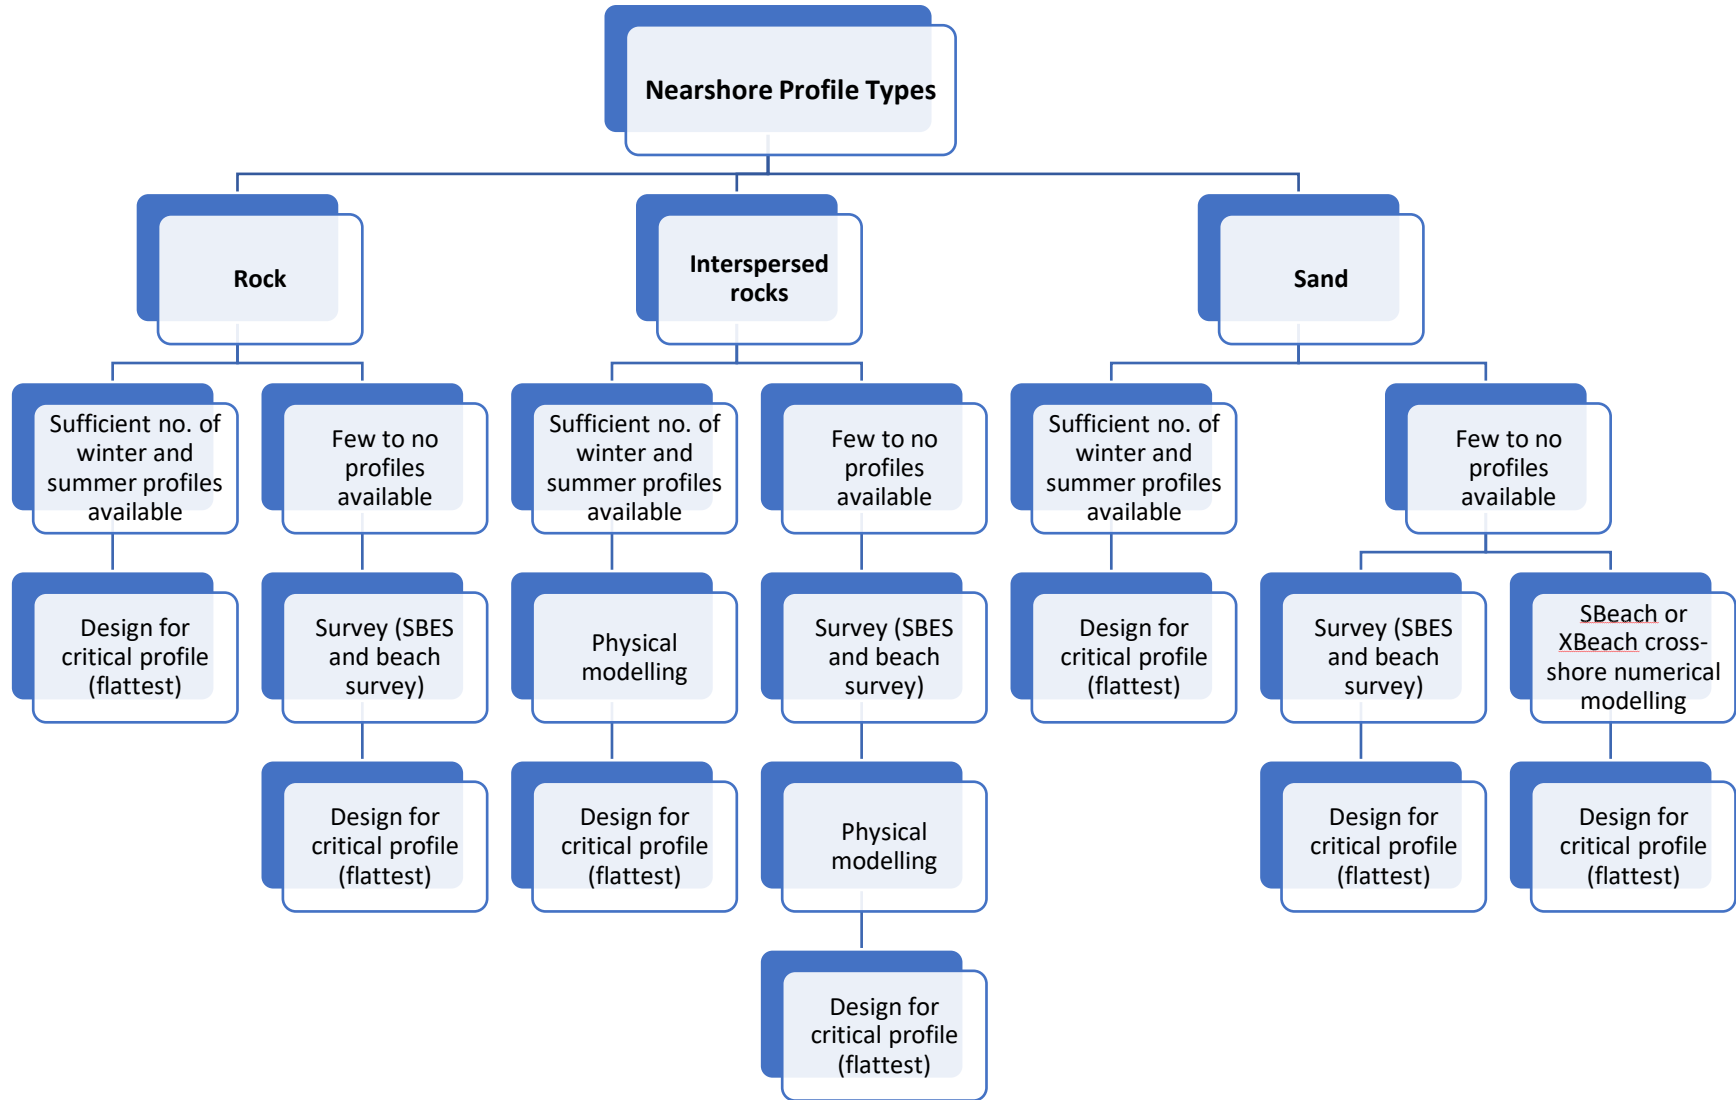 Nearshore Profile Types
Rock
Interspersed
rocks
Sand
Sufficient no. of
winter and
summer profiles
available
Few to no
profiles
available
Sufficient no. of
winter and
summer profiles
available
Few to no
profiles
available
Sufficient no. of
winter and
summer profiles
available
Few to no
profiles
available
Design for
critical profile
(flattest)
Survey (SBES
and beach
survey)
Physical
modelling
Survey (SBES
and beach
survey)
Design for
critical profile
(flattest)
Survey (SBES
and beach
survey)
SBeach or
XBeach cross-
shore numerical
modelling
Design for
critical profile
(flattest)
Design for
critical profile
(flattest)
Physical
modelling
Design for
critical profile
(flattest)
Design for
critical profile
(flattest)
Design for
critical profile
(flattest)